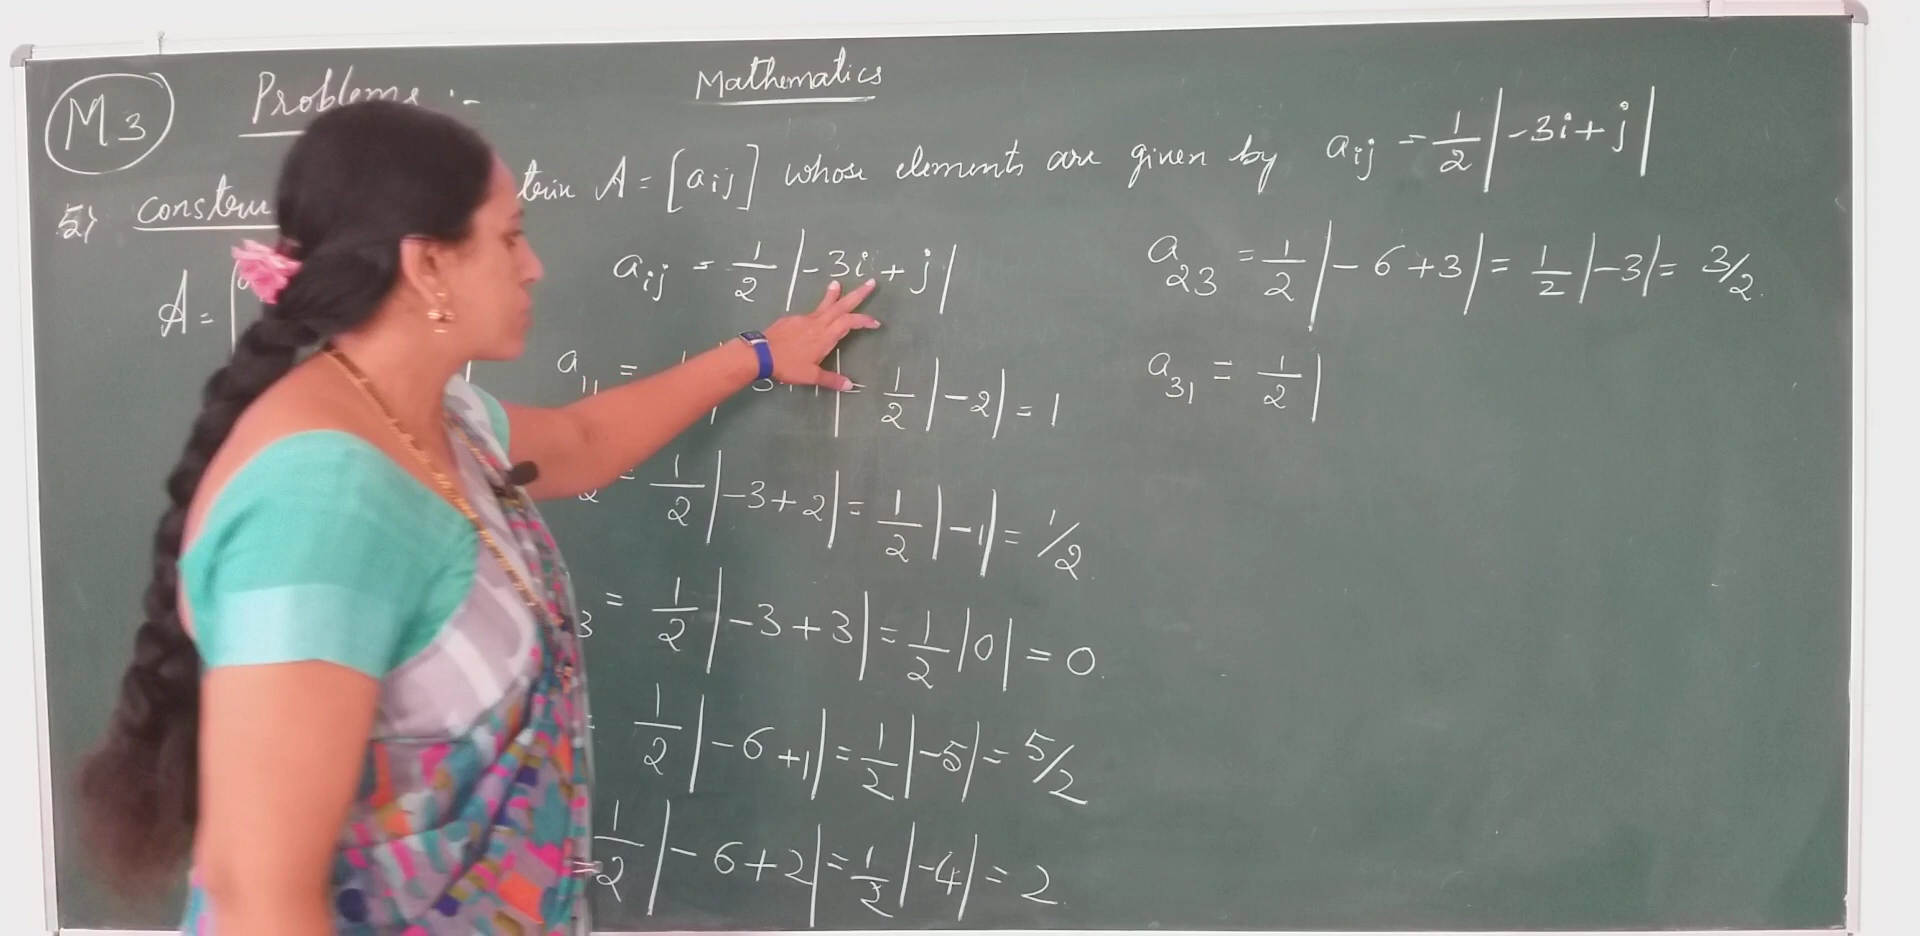 M3
Problems :-
Mathematics
5) constru trix A = [aij] whose elements are given by aij = 1/2 |-3i + j|
A =
aij = 1/2 |-3i + j|
a11 = = 1/2 |-2| = 1
2 = 1/2 |-3 + 2| = 1/2 |-1| = 1/2
3 = 1/2 |-3 + 3| = 1/2 |0| = 0
= 1/2 |-6 + 1| = 1/2 |-5| = 5/2
= 1/2 |-6 + 2| = 1/2 |-4| = 2
a23 = 1/2 |-6 + 3| = 1/2 |-3| = 3/2
a31 = 1/2 |